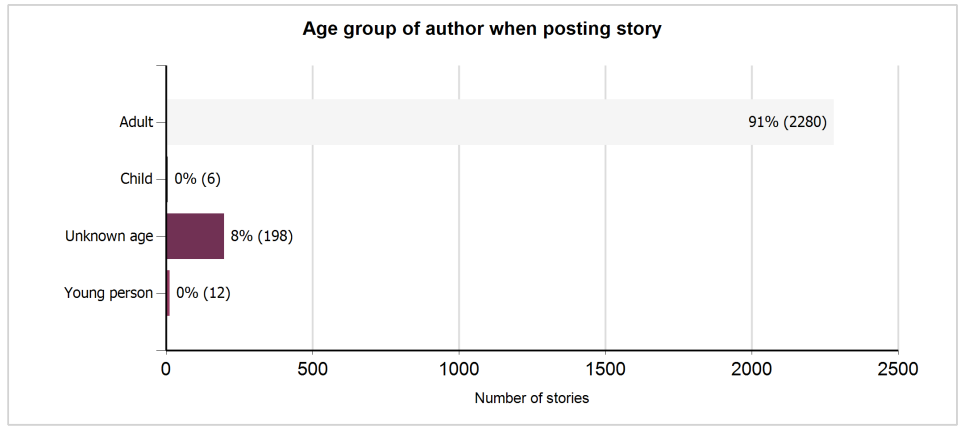 Age group of author when posting story
Adult 91% (2280)
Child 0% (6)
Unknown age 8% (198)
Young person 0% (12)
0 500 1000 1500 2000 2500
Number of stories